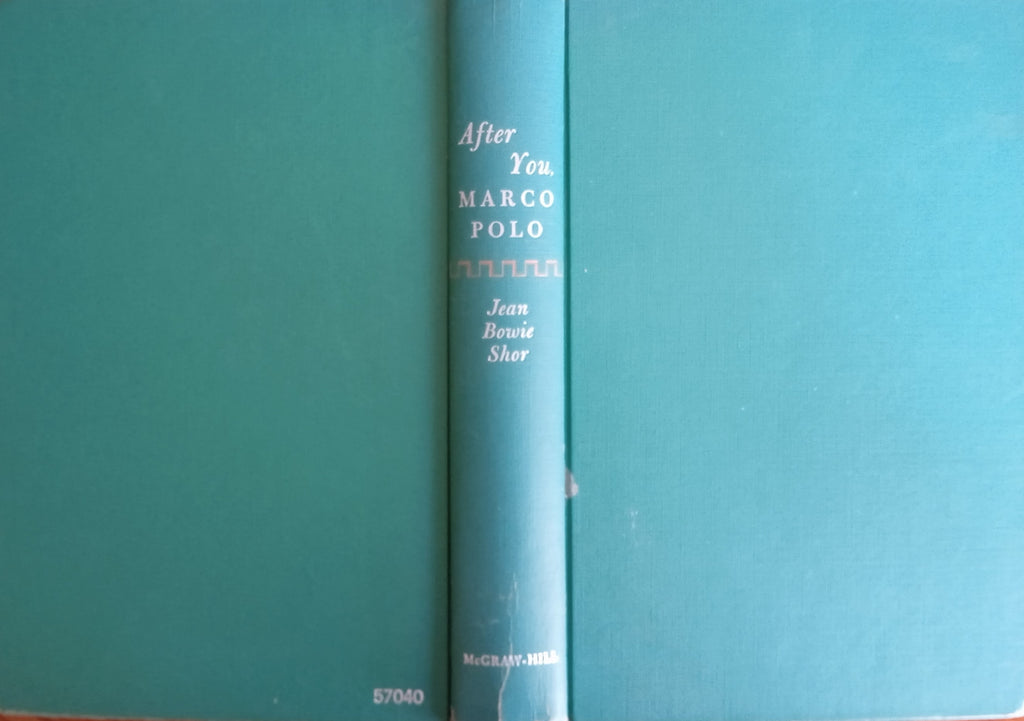 After
You,
MARCO
POLO
Jean
Bowie
Shor
McGRAW-HILL
57040